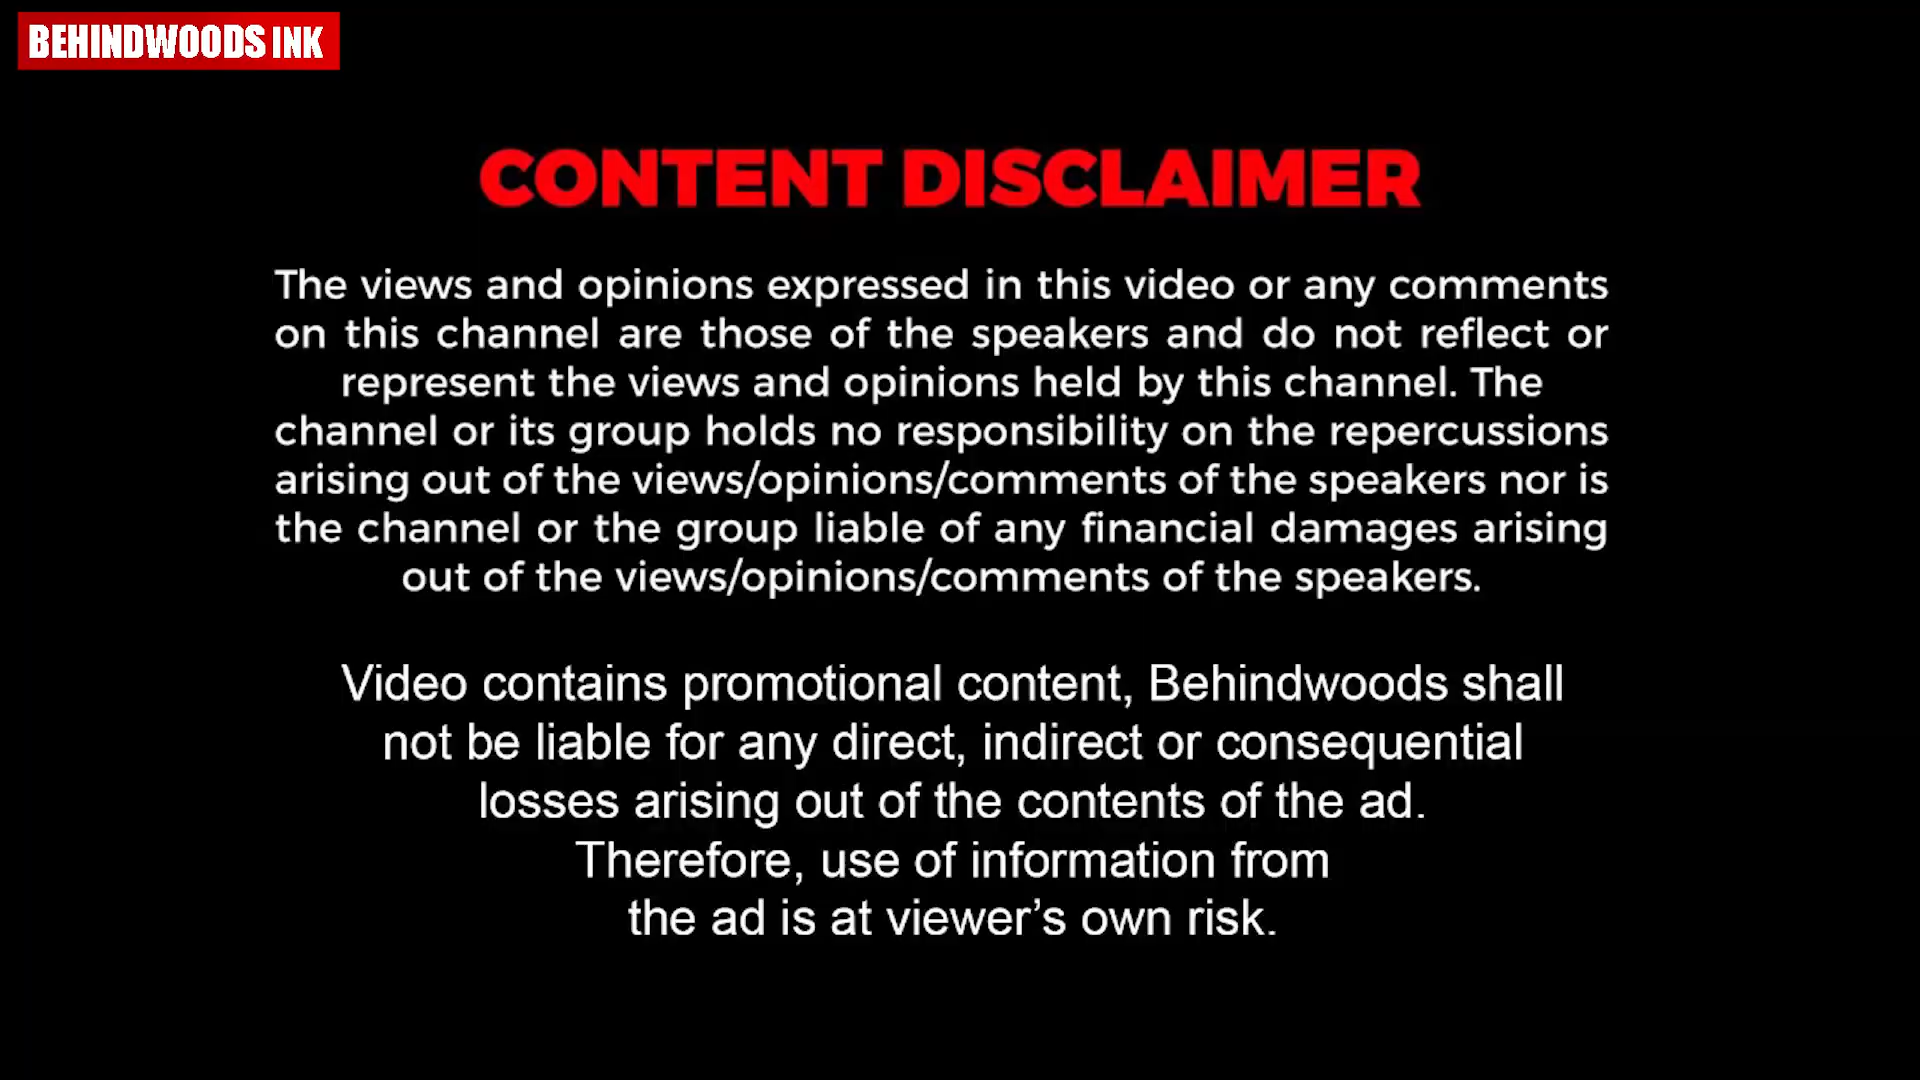 BEHINDWOODS INK
CONTENT DISCLAIMER
The views and opinions expressed in this video or any comments
on this channel are those of the speakers and do not reflect or
represent the views and opinions held by this channel. The
channel or its group holds no responsibility on the repercussions
arising out of the views/opinions/comments of the speakers nor is
the channel or the group liable of any financial damages arising
out of the views/opinions/comments of the speakers.
Video contains promotional content, Behindwoods shall
not be liable for any direct, indirect or consequential
losses arising out of the contents of the ad.
Therefore, use of information from
the ad is at viewer’s own risk.